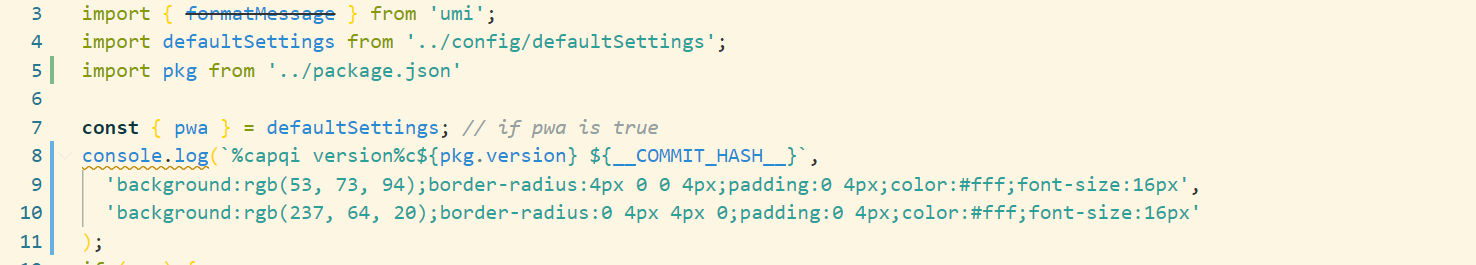 3 import { formatMessage } from 'umi';
4 import defaultSettings from '../config/defaultSettings';
5 import pkg from '../package.json'
6
7 const { pwa } = defaultSettings; // if pwa is true
8 console.log(`%capqi version%c${pkg.version} ${__COMMIT_HASH__}`,
9 'background:rgb(53, 73, 94);border-radius:4px 0 0 4px;padding:0 4px;color:#fff;font-size:16px',
10 'background:rgb(237, 64, 20);border-radius:0 4px 4px 0;padding:0 4px;color:#fff;font-size:16px'
11 );